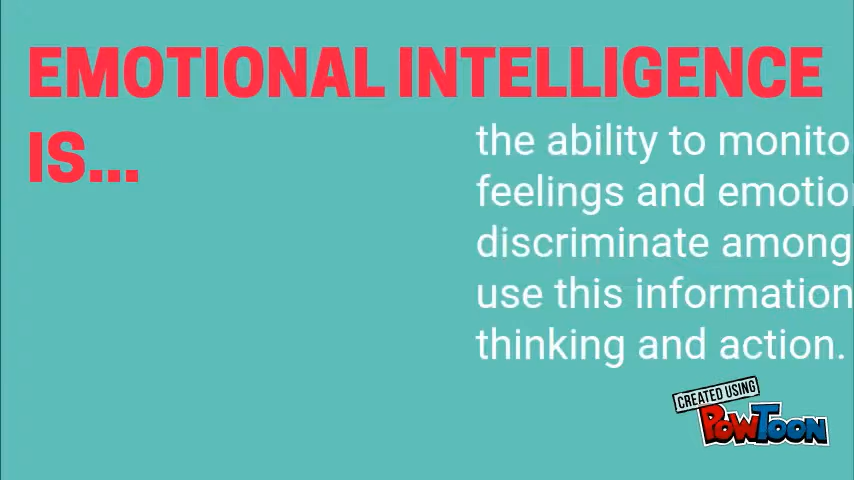 EMOTIONAL INTELLIGENCE
IS...
the ability to monito
feelings and emotio
discriminate among
use this information
thinking and action.
CREATED USING
POWTOON